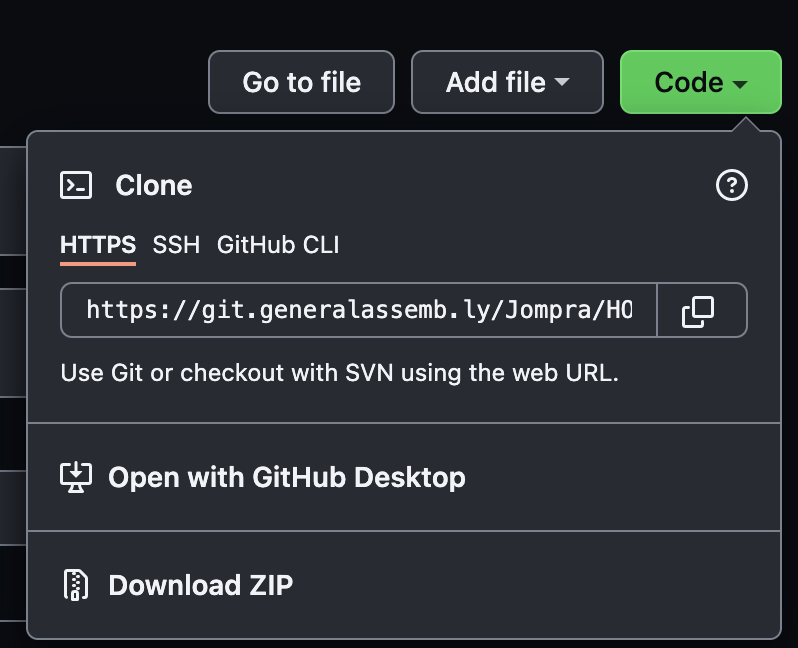 Go to file Add file Code
Clone
HTTPS SSH GitHub CLI
https://git.generalassemb.ly/Jompra/HO
Use Git or checkout with SVN using the web URL.
Open with GitHub Desktop
Download ZIP